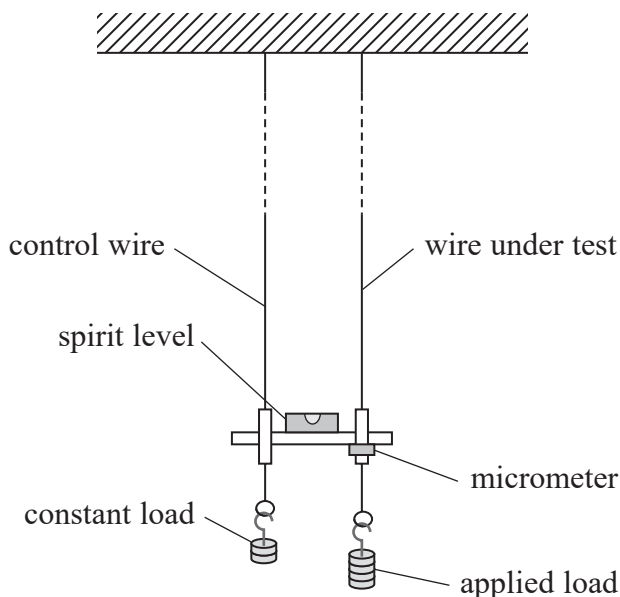 control wire
wire under test
spirit level
micrometer
constant load
applied load